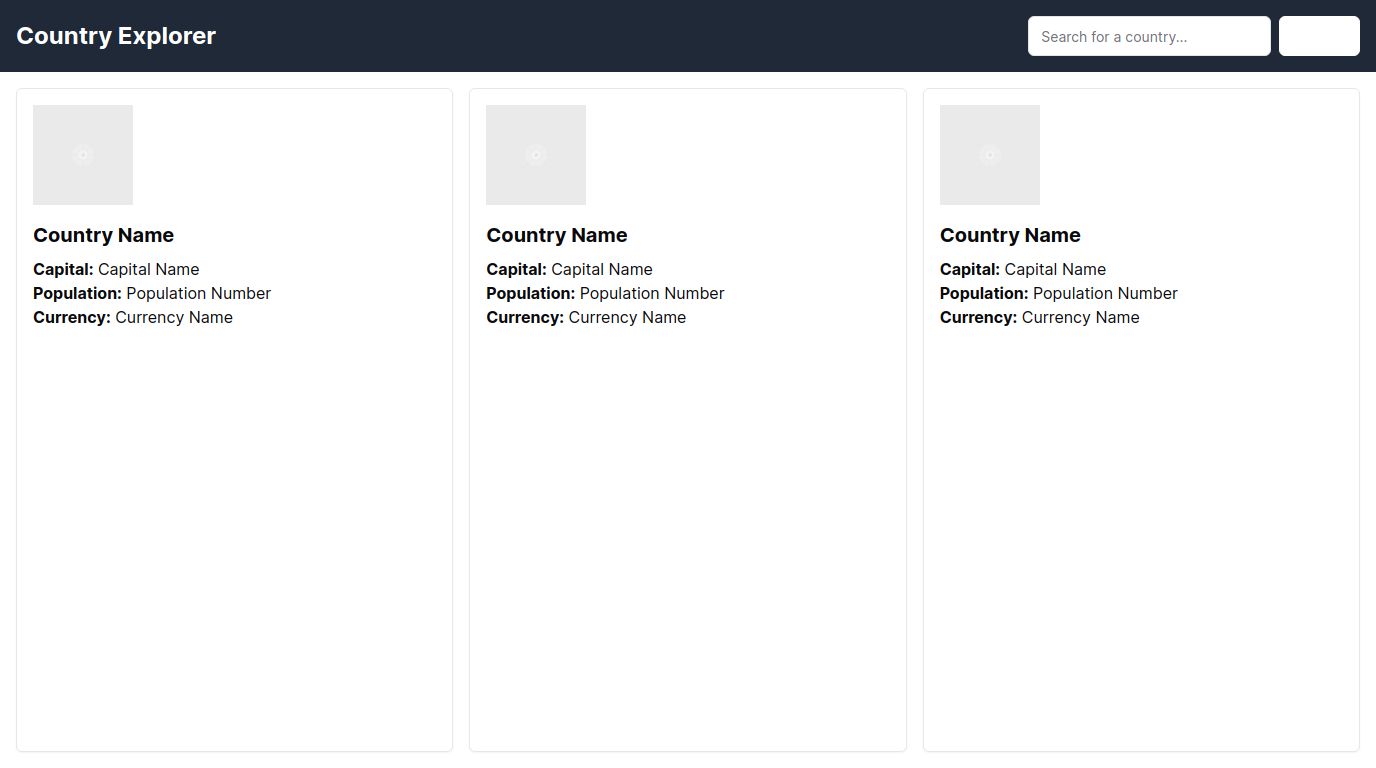 Country Explorer
Search for a country...
Country Name
Capital: Capital Name
Population: Population Number
Currency: Currency Name
Country Name
Capital: Capital Name
Population: Population Number
Currency: Currency Name
Country Name
Capital: Capital Name
Population: Population Number
Currency: Currency Name